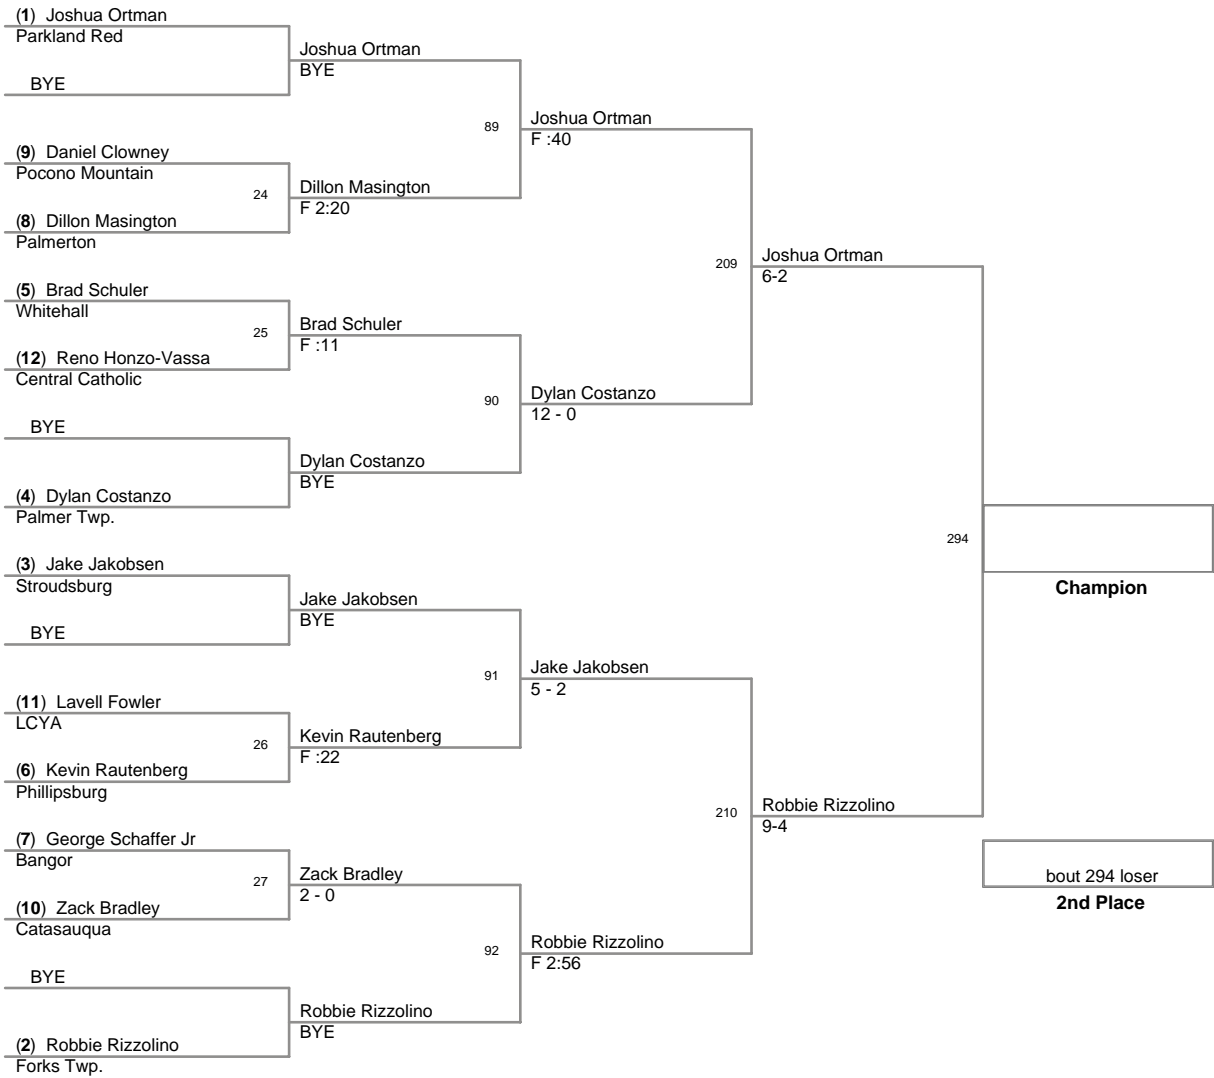 (1) Joshua Ortman
Parkland Red
BYE
(9) Daniel Clowney
Pocono Mountain
(8) Dillon Masington
Palmerton
(5) Brad Schuler
Whitehall
(12) Reno Honzo-Vassa
Central Catholic
BYE
(4) Dylan Costanzo
Palmer Twp.
(3) Jake Jakobsen
Stroudsburg
BYE
(11) Lavell Fowler
LCYA
(6) Kevin Rautenberg
Phillipsburg
(7) George Schaffer Jr
Bangor
(10) Zack Bradley
Catasauqua
BYE
(2) Robbie Rizzolino
Forks Twp.
24
25
26
27
Joshua Ortman
BYE
Dillon Masington
F 2:20
Brad Schuler
F :11
Dylan Costanzo
BYE
Jake Jakobsen
BYE
Kevin Rautenberg
F :22
Zack Bradley
2 - 0
Robbie Rizzolino
BYE
89
90
91
92
Joshua Ortman
F :40
Dylan Costanzo
12 - 0
Jake Jakobsen
5 - 2
Robbie Rizzolino
F 2:56
209
210
Joshua Ortman
6-2
Robbie Rizzolino
9-4
294
Champion
bout 294 loser
2nd Place